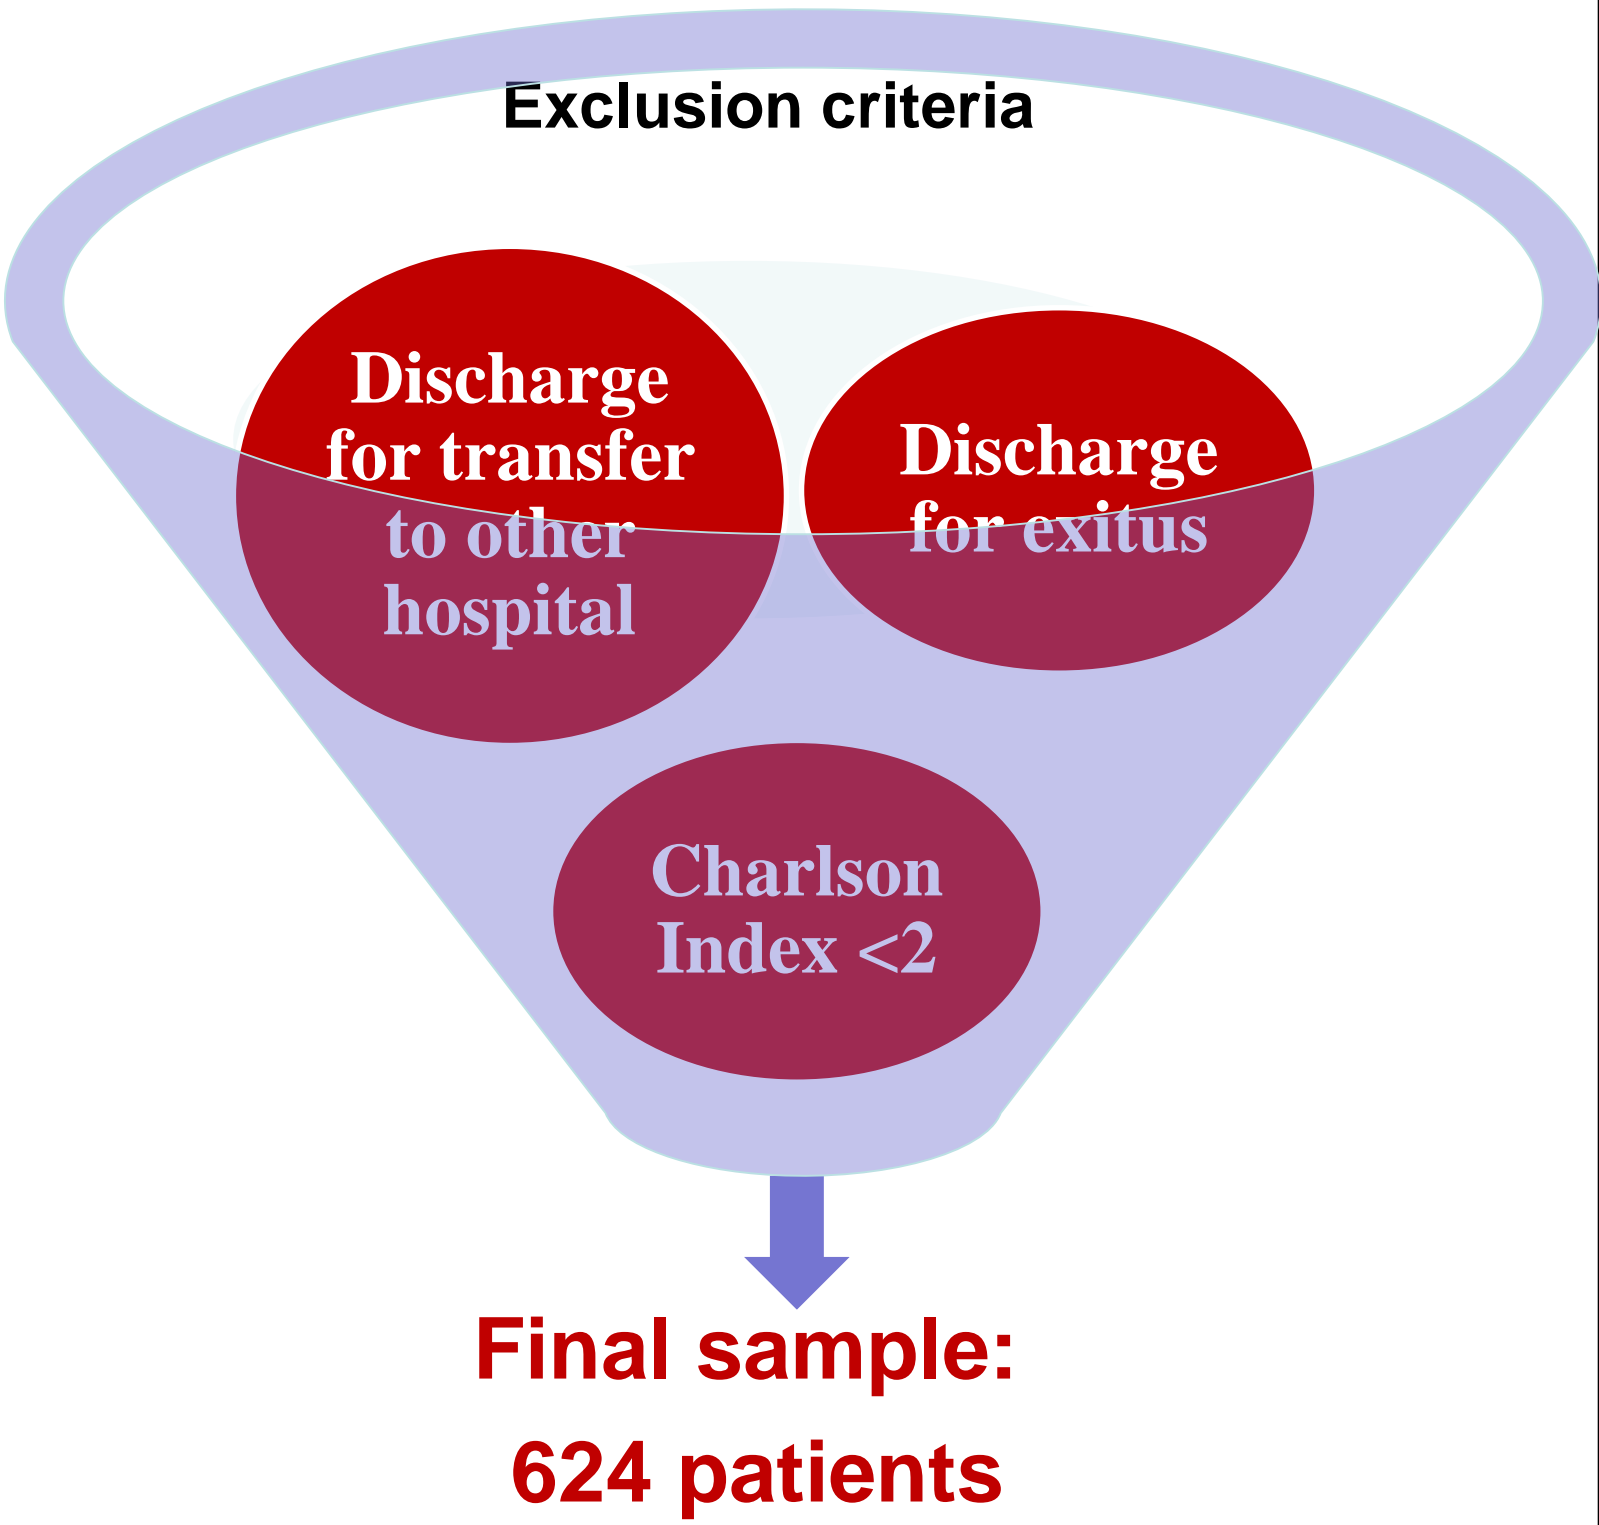 Exclusion criteria
Discharge
for transfer
to other
hospital
Discharge
for exitus
Charlson
Index <2
Final sample:
624 patients